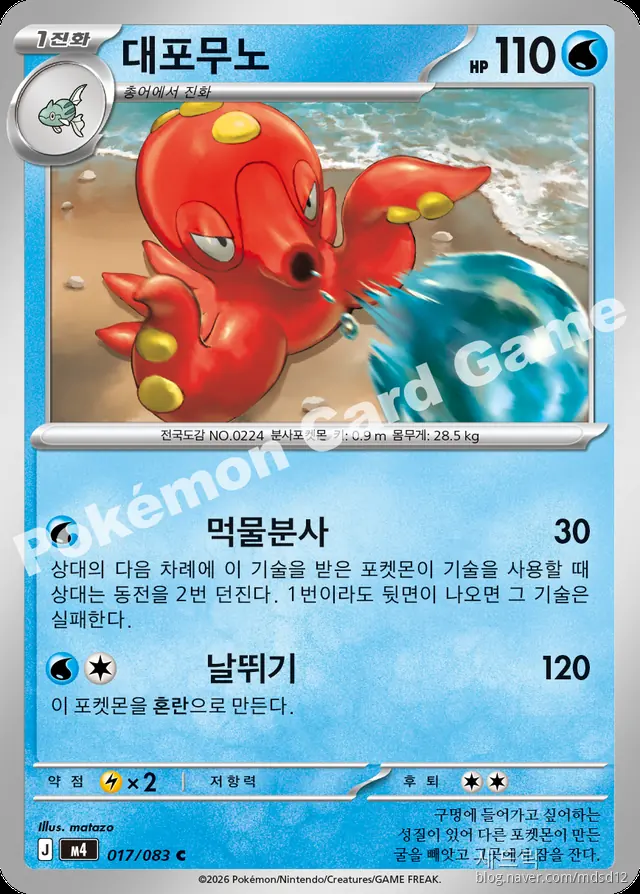 1진화
대포무노
HP 110
총어에서 진화
Pokémon Card Game
전국도감 NO.0224 분사포켓몬 키: 0.9 m 몸무게: 28.5 kg
먹물분사 30
상대의 다음 차례에 이 기술을 받은 포켓몬이 기술을 사용할 때
상대는 동전을 2번 던진다. 1번이라도 뒷면이 나오면 그 기술은
실패한다.
날뛰기 120
이 포켓몬을 혼란으로 만든다.
약점 ×2 저항력 후퇴
Illus. matazo
J M4 017/083 C
구멍에 들어가고 싶어하는
성질이 있어 다른 포켓몬이 만든
굴을 빼앗고 그곳에서 잠을 잔다.
blog.naver.com/mdsd12
©2026 Pokémon/Nintendo/Creatures/GAME FREAK.